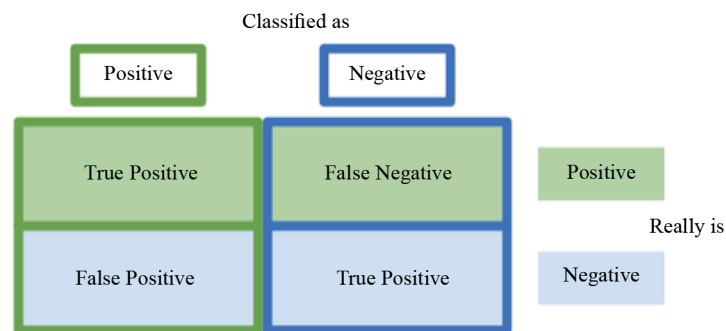 Classified as
Positive
Negative
True Positive
False Negative
Positive
Really is
False Positive
True Positive
Negative